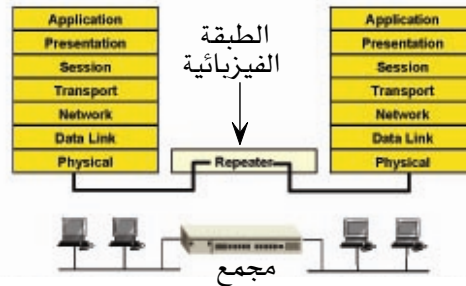 Application
Presentation
Session
Transport
Network
Data Link
Physical
الطبقة
الفيزيائية
Repeater
Application
Presentation
Session
Transport
Network
Data Link
Physical
مجمع